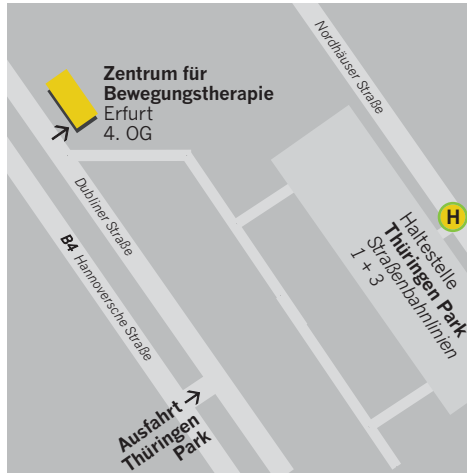 Nordhäuser Straße
Zentrum für
Bewegungstherapie
Erfurt
4. OG
Dubliner Straße
B4 Hannoversche Straße
H
Haltestelle
Thüringen Park
Straßenbahnlinien
1 + 3
Ausfahrt
Thüringen
Park